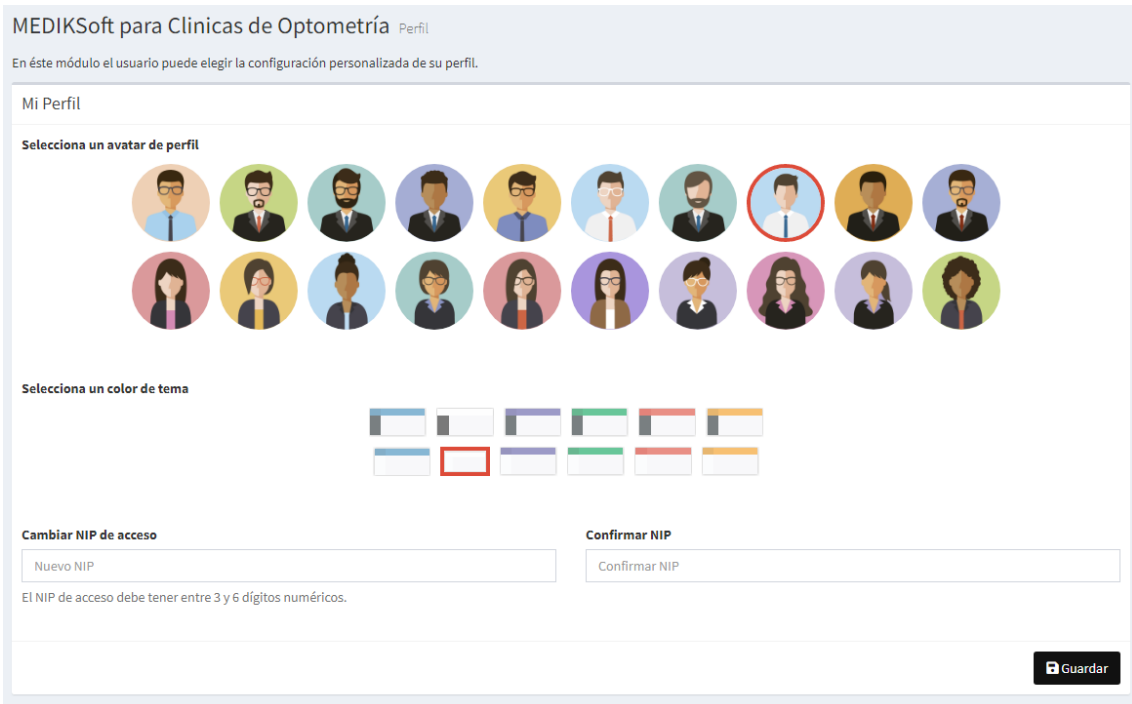 MEDIKSoft para Clinicas de Optometría Perfil
En éste módulo el usuario puede elegir la configuración personalizada de su perfil.
Mi Perfil
Selecciona un avatar de perfil
Selecciona un color de tema
Cambiar NIP de acceso
Confirmar NIP
Nuevo NIP
Confirmar NIP
El NIP de acceso debe tener entre 3 y 6 dígitos numéricos.
Guardar